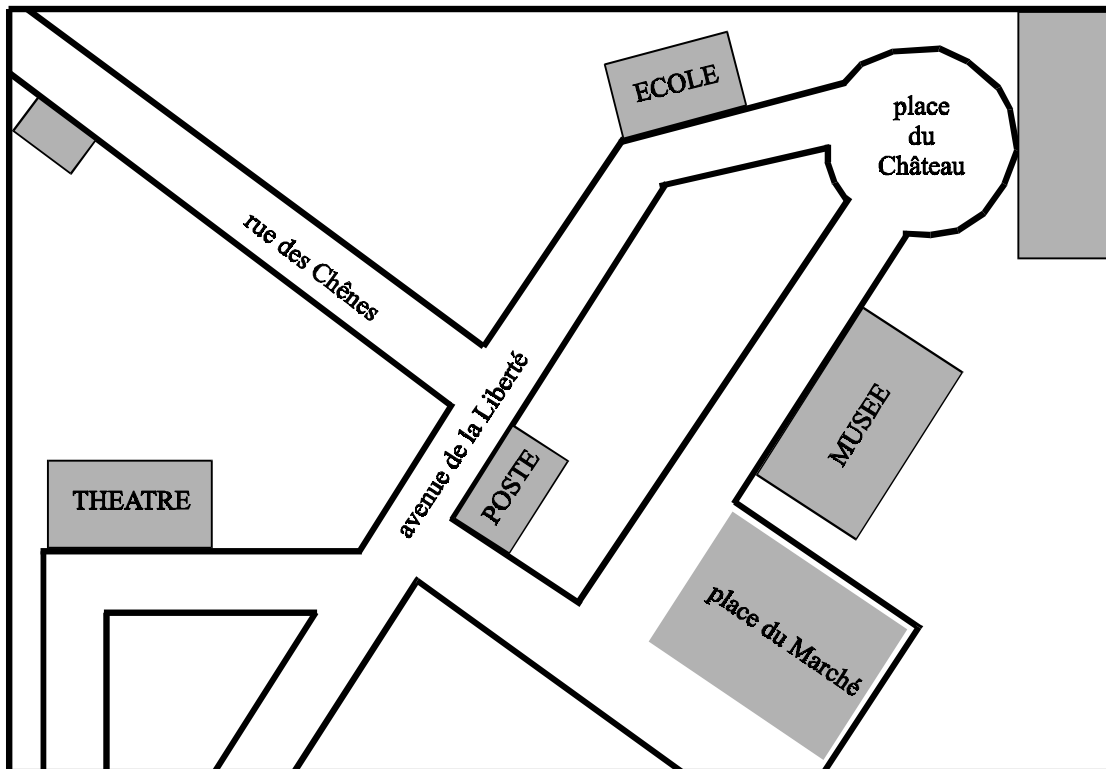 ECOLE
place
du
Château
rue des Chênes
avenue de la Liberté
MUSEE
POSTE
THEATRE
place du Marché